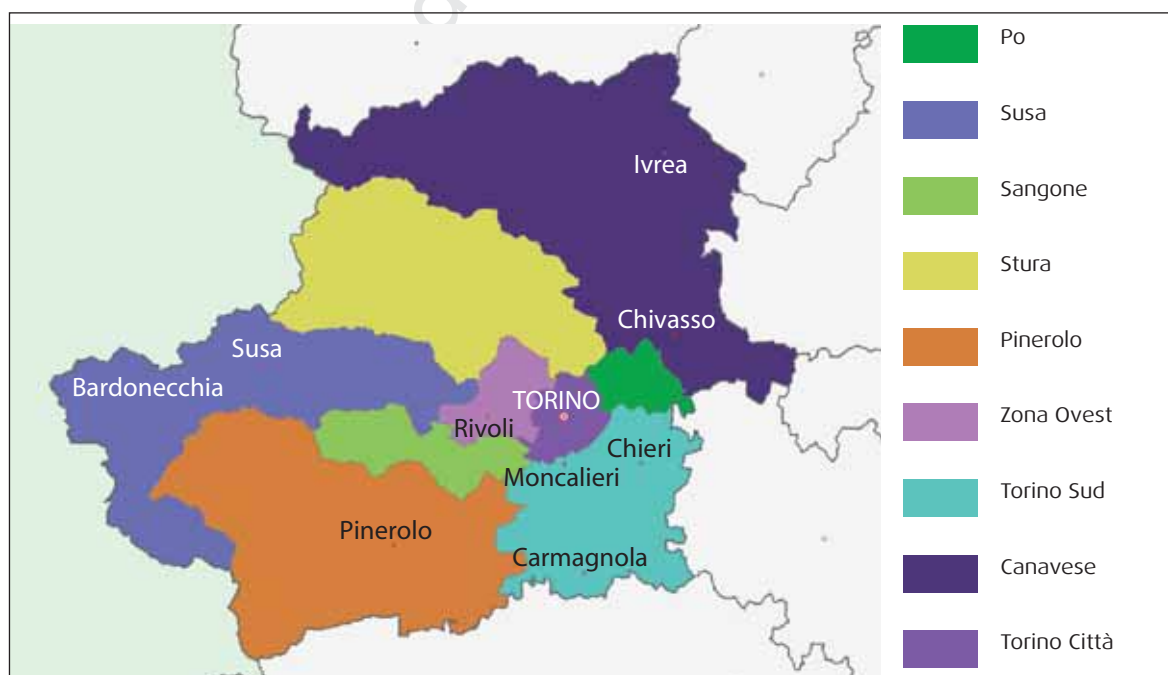 Ivrea
Chivasso
Susa
Bardonecchia
TORINO
Rivoli
Chieri
Moncalieri
Pinerolo
Carmagnola
Po
Susa
Sangone
Stura
Pinerolo
Zona Ovest
Torino Sud
Canavese
Torino Città